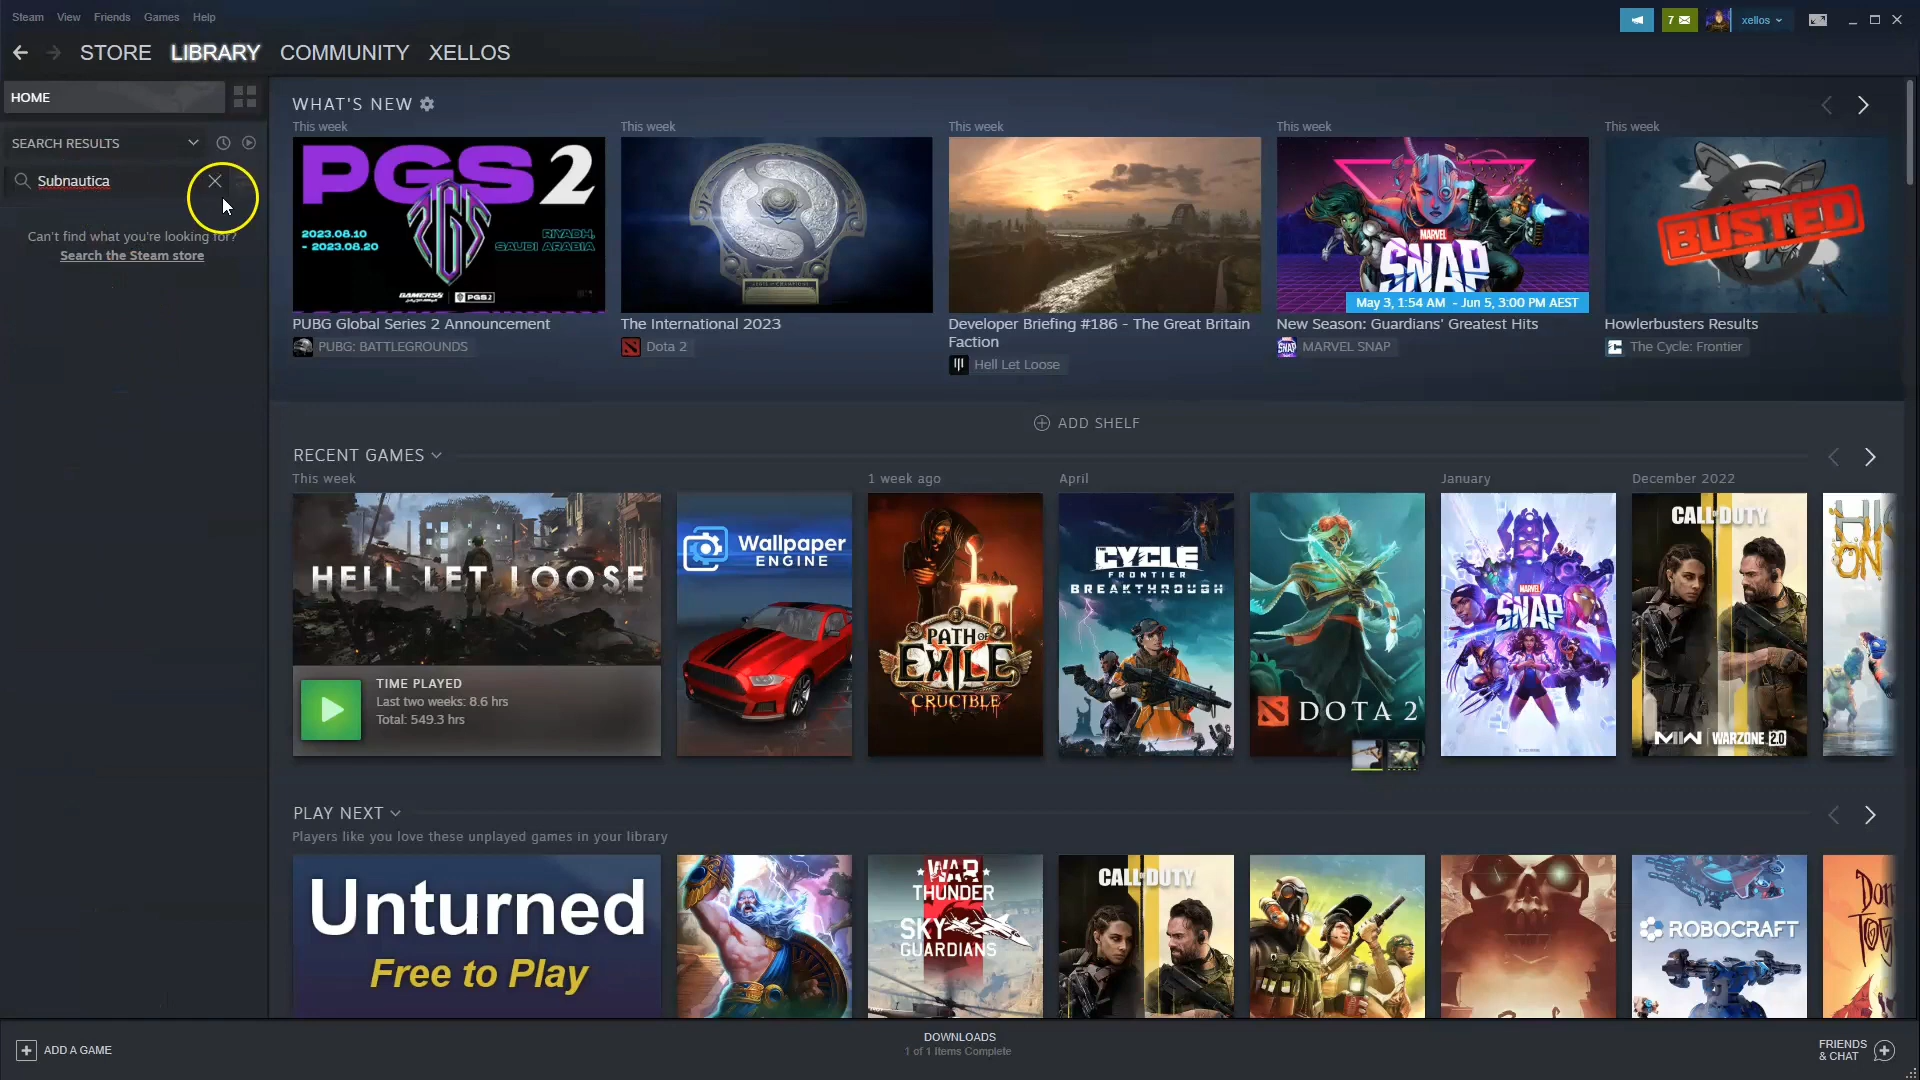 Steam View Friends Games Help
7
xellos
STORE LIBRARY COMMUNITY XELLOS
HOME
SEARCH RESULTS
Subnautica
Can't find what you're looking for?
Search the Steam store
WHAT'S NEW
This week
PGS 2
2023.08.10
- 2023.08.20
RIYADH,
SAUDI ARABIA
GAMERS8
PGS2
PUBG Global Series 2 Announcement
PUBG: BATTLEGROUNDS
This week
The International 2023
Dota 2
This week
Developer Briefing #186 - The Great Britain
Faction
Hell Let Loose
This week
MARVEL
SNAP
May 3, 1:54 AM - Jun 5, 3:00 PM AEST
New Season: Guardians' Greatest Hits
SNAP
MARVEL SNAP
This week
BUSTED
Howlerbusters Results
The Cycle: Frontier
ADD SHELF
RECENT GAMES
This week
1 week ago
April
January
December 2022
HELL LET LOOSE
TIME PLAYED
Last two weeks: 8.6 hrs
Total: 549.3 hrs
Wallpaper
ENGINE
PATH OF
EXILE
CRUCIBLE
CYCLE
FRONTIER
BREAKTHROUGH
DOTA 2
MARVEL
SNAP
CALL OF DUTY
MWII WARZONE 2.0
PLAY NEXT
Players like you love these unplayed games in your library
Unturned
Free to Play
WAR
THUNDER
SKY
GUARDIANS
CALL OF DUTY
ROBOCRAFT
ADD A GAME
DOWNLOADS
1 of 1 Items Complete
FRIENDS
& CHAT